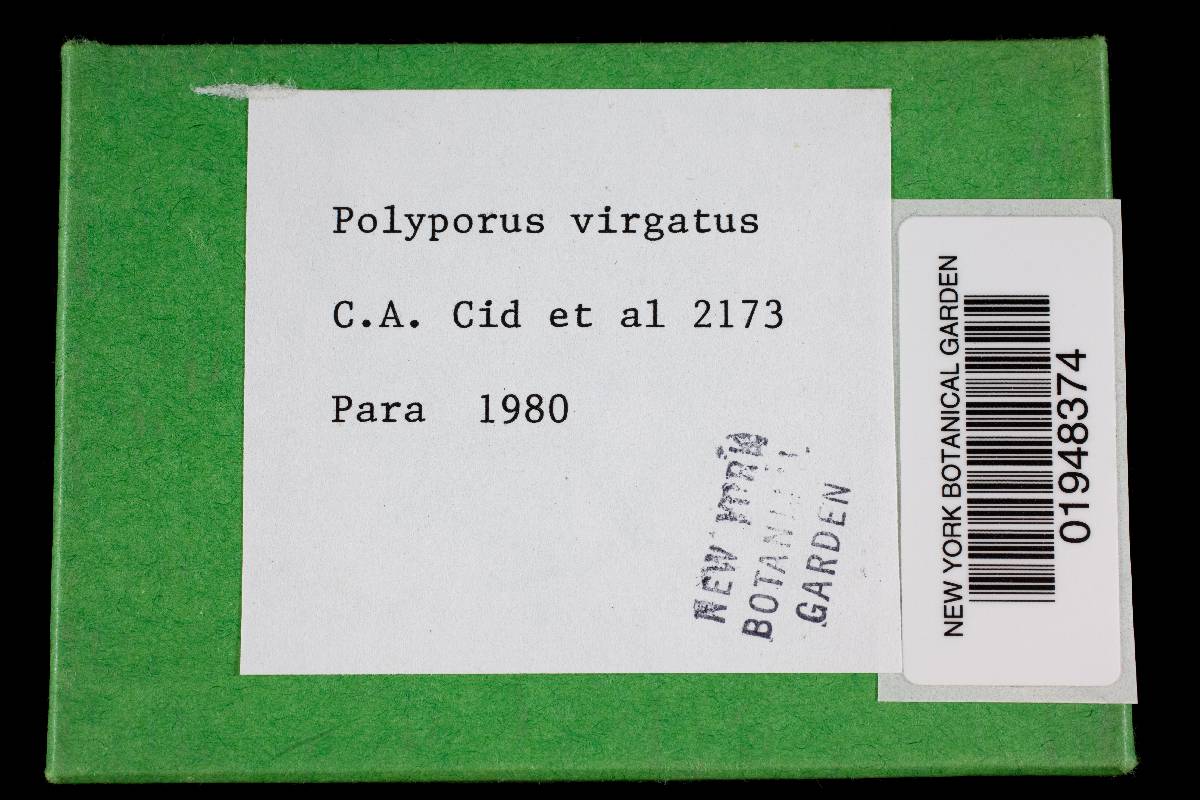 Polyporus virgatus
C.A. Cid et al 2173
Para 1980
NEW YORK
BOTANICAL
GARDEN
NEW YORK BOTANICAL GARDEN
01948374